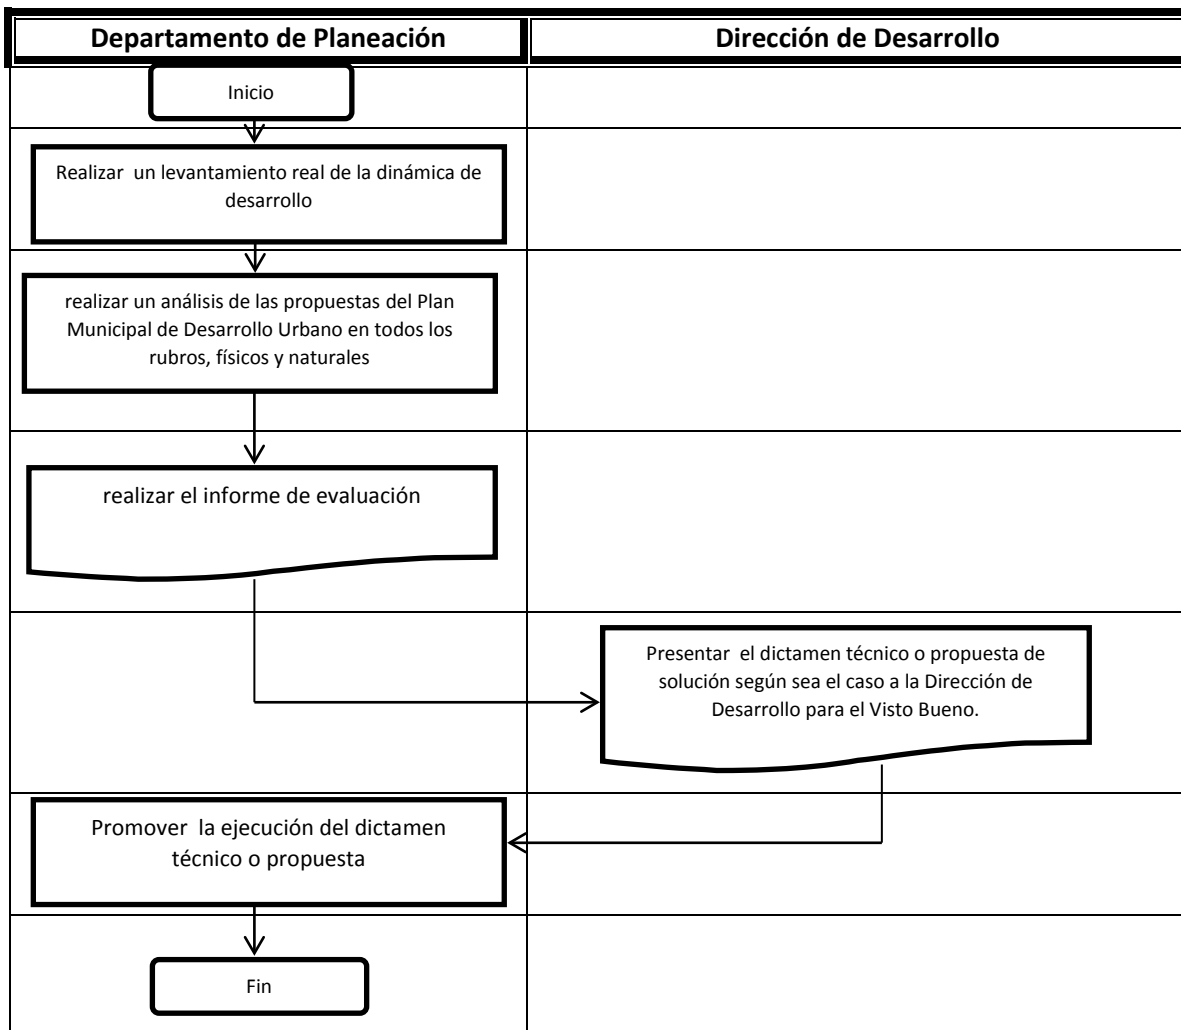 Departamento de Planeación
Dirección de Desarrollo
Inicio
Realizar un levantamiento real de la dinámica de
desarrollo
realizar un análisis de las propuestas del Plan
Municipal de Desarrollo Urbano en todos los
rubros, físicos y naturales
realizar el informe de evaluación
Presentar el dictamen técnico o propuesta de
solución según sea el caso a la Dirección de
Desarrollo para el Visto Bueno.
Promover la ejecución del dictamen
técnico o propuesta
Fin